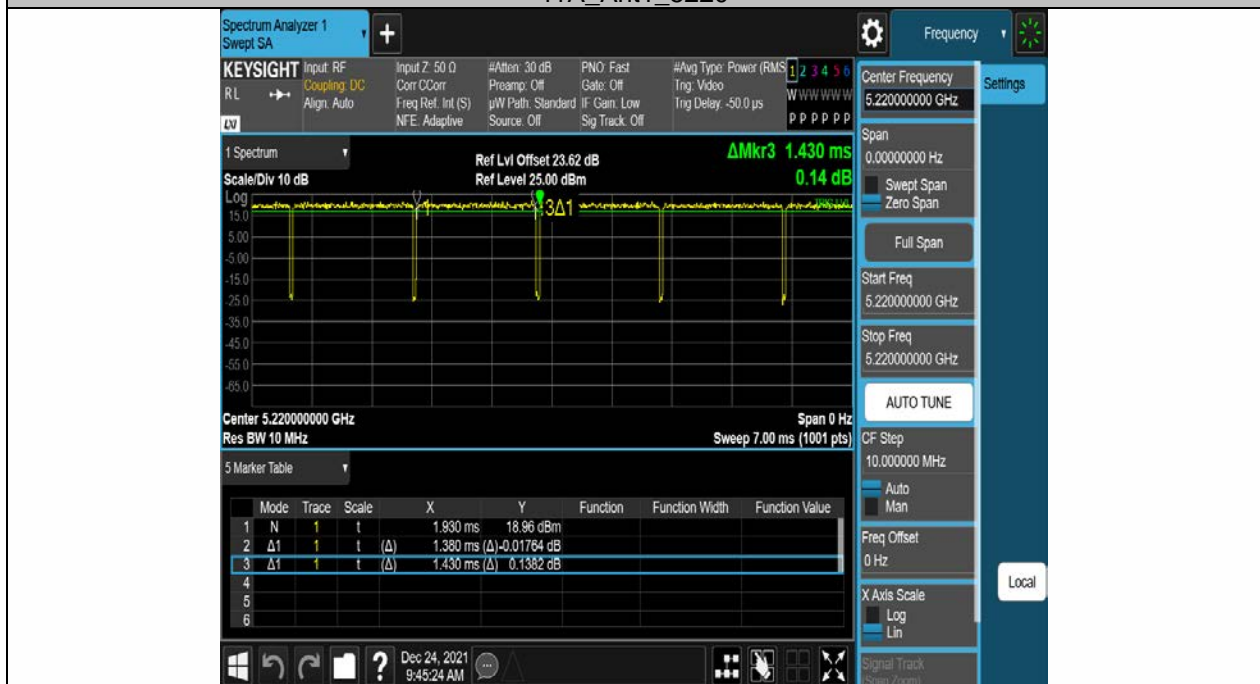 Spectrum Analyzer 1
Swept SA
+
Frequency
KEYSIGHT
RL
LXI
Input: RF
Coupling: DC
Align: Auto
Input Z: 50 Ω
Corr CCorr
Freq Ref: Int (S)
NFE: Adaptive
#Atten: 30 dB
Preamp: Off
µW Path: Standard
Source: Off
PNO: Fast
Gate: Off
IF Gain: Low
Sig Track: Off
#Avg Type: Power (RMS
Trig: Video
Trig Delay: -50.0 µs
1 2 3 4 5 6
W W W W W W
P P P P P P
1 Spectrum
Scale/Div 10 dB
Ref Lvl Offset 23.62 dB
Ref Level 25.00 dBm
ΔMkr3 1.430 ms
0.14 dB
Log
15.0
5.00
-5.00
-15.0
-25.0
-35.0
-45.0
-55.0
-65.0
1
3Δ1
Center 5.220000000 GHz
Res BW 10 MHz
Span 0 Hz
Sweep 7.00 ms (1001 pts)
5 Marker Table
Mode Trace Scale X Y Function Function Width Function Value
1 N 1 t 1.930 ms 18.96 dBm
2 Δ1 1 t (Δ) 1.380 ms (Δ) -0.01764 dB
3 Δ1 1 t (Δ) 1.430 ms (Δ) 0.1382 dB
4
5
6
Dec 24, 2021
9:45:24 AM
?
Center Frequency
5.220000000 GHz
Settings
Span
0.00000000 Hz
Swept Span
Zero Span
Full Span
Start Freq
5.220000000 GHz
Stop Freq
5.220000000 GHz
AUTO TUNE
CF Step
10.000000 MHz
Auto
Man
Freq Offset
0 Hz
X Axis Scale
Log
Lin
Signal Track
(Span Zoom)
Local